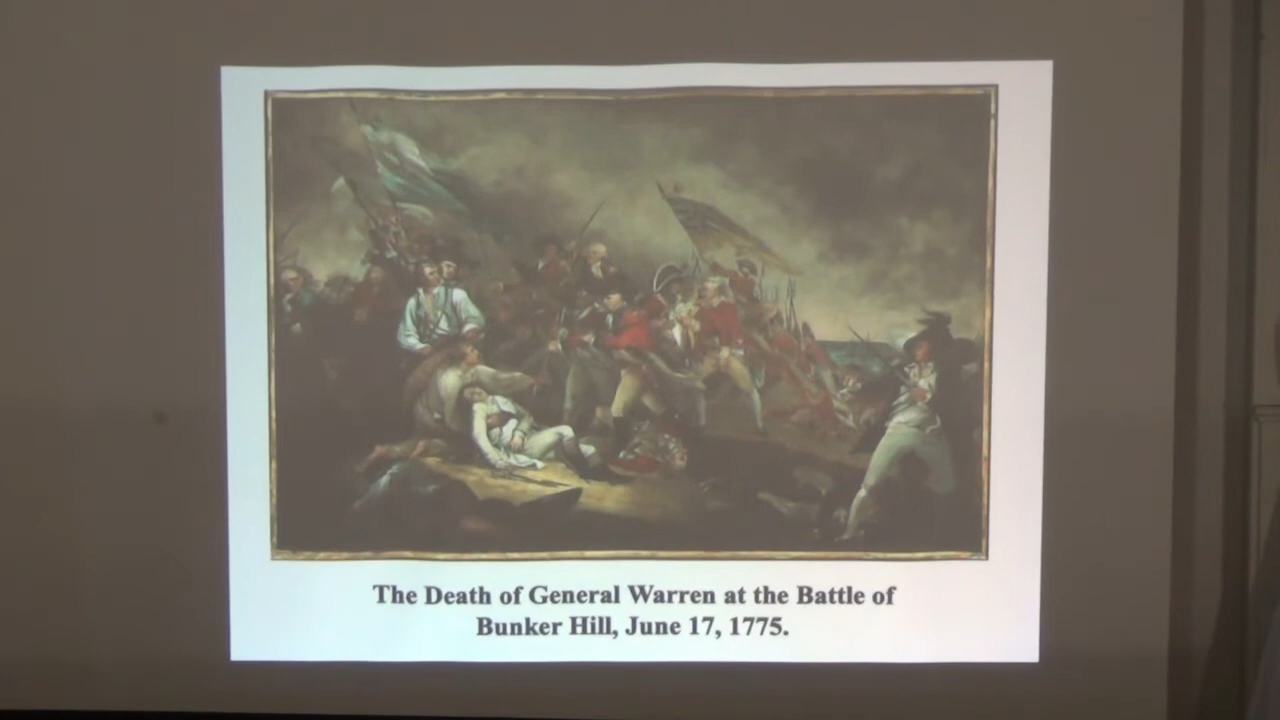 The Death of General Warren at the Battle of
Bunker Hill, June 17, 1775.